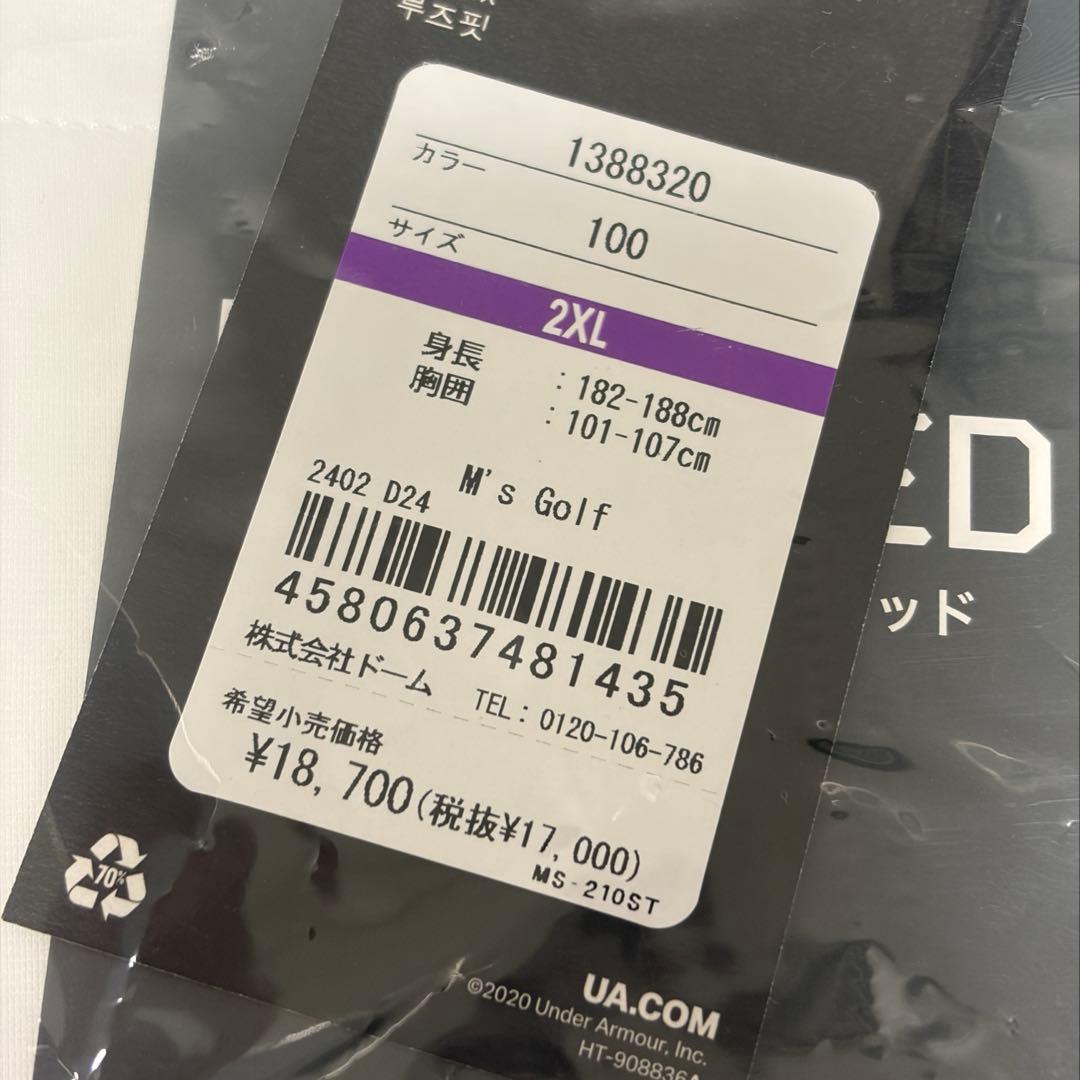 루즈핏
1388320
カラー
100
サイズ
2XL
身長 : 182-188cm
胸囲 : 101-107cm
M's Golf
2402 D24
4580637481435
株式会社ドーム TEL: 0120-106-786
希望小売価格
¥18,700(税抜¥17,000)
MS-210ST
70%
UA.COM
©2020 Under Armour, Inc.
HT-908836A
ED
ッド